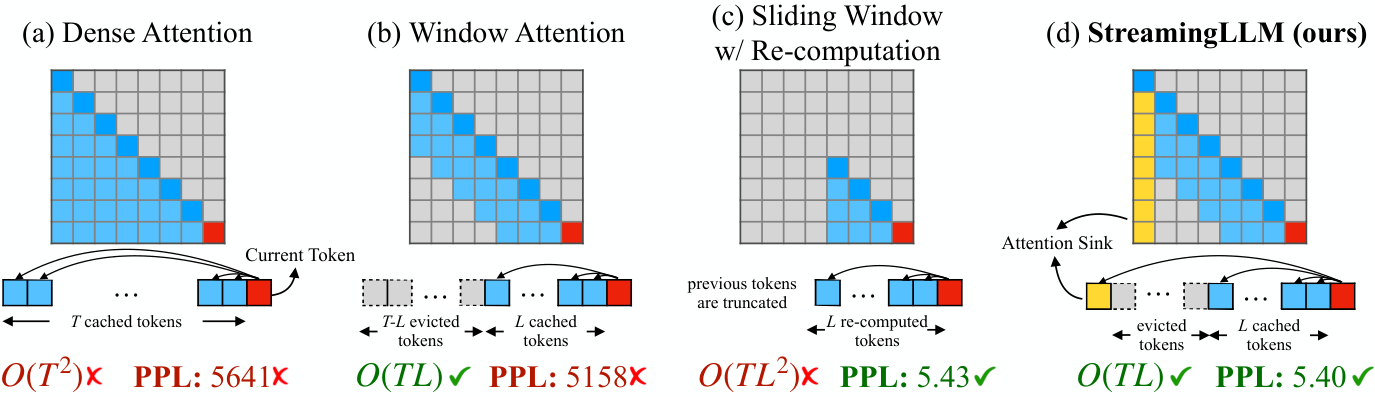 (a) Dense Attention
Current Token
...
T cached tokens
O(T²)✗ PPL: 5641✗
(b) Window Attention
... ...
T-L evicted
tokens
L cached
tokens
O(TL)✓ PPL: 5158✗
(c) Sliding Window
w/ Re-computation
previous tokens
are truncated
...
L re-computed
tokens
O(TL²)✗ PPL: 5.43✓
(d) StreamingLLM (ours)
Attention Sink
... ...
evicted
tokens
L cached
tokens
O(TL)✓ PPL: 5.40✓